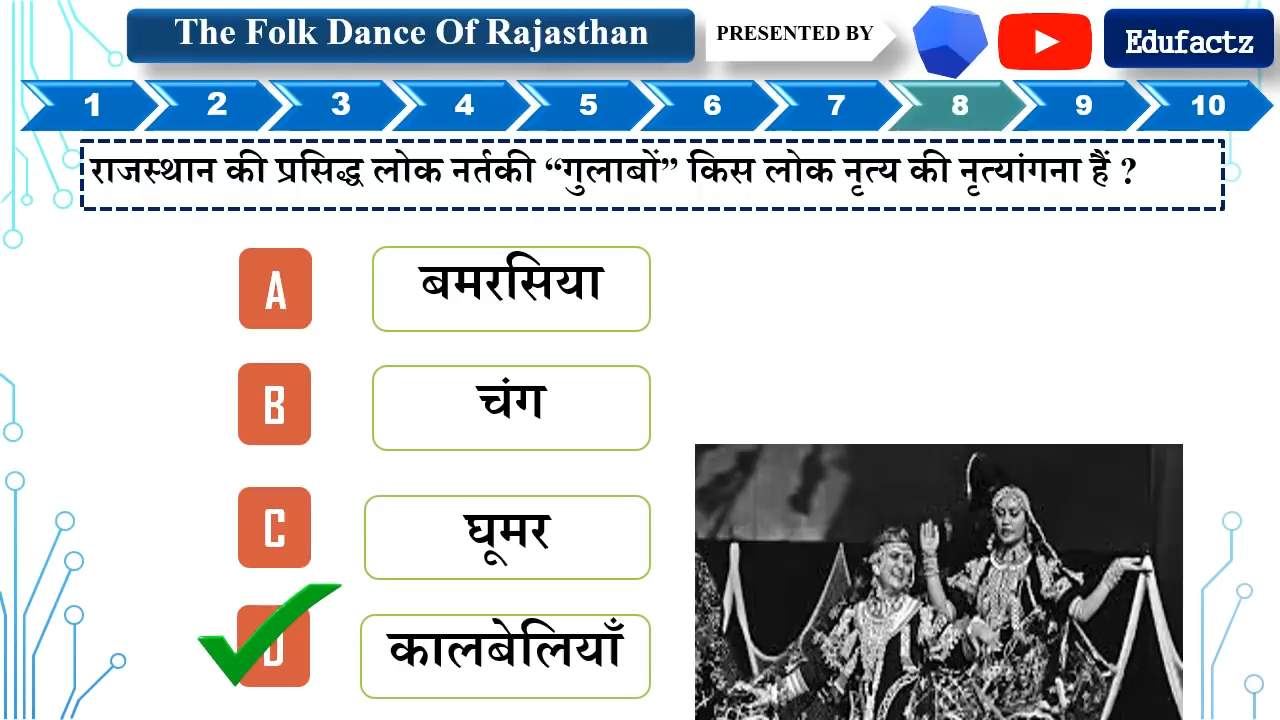 The Folk Dance Of Rajasthan
PRESENTED BY
Edufactz
1 2 3 4 5 6 7 8 9 10
राजस्थान की प्रसिद्ध लोक नर्तकी “गुलाबों” किस लोक नृत्य की नृत्यांगना हैं ?
A बमरसिया
B चंग
C घूमर
D कालबेलियाँ